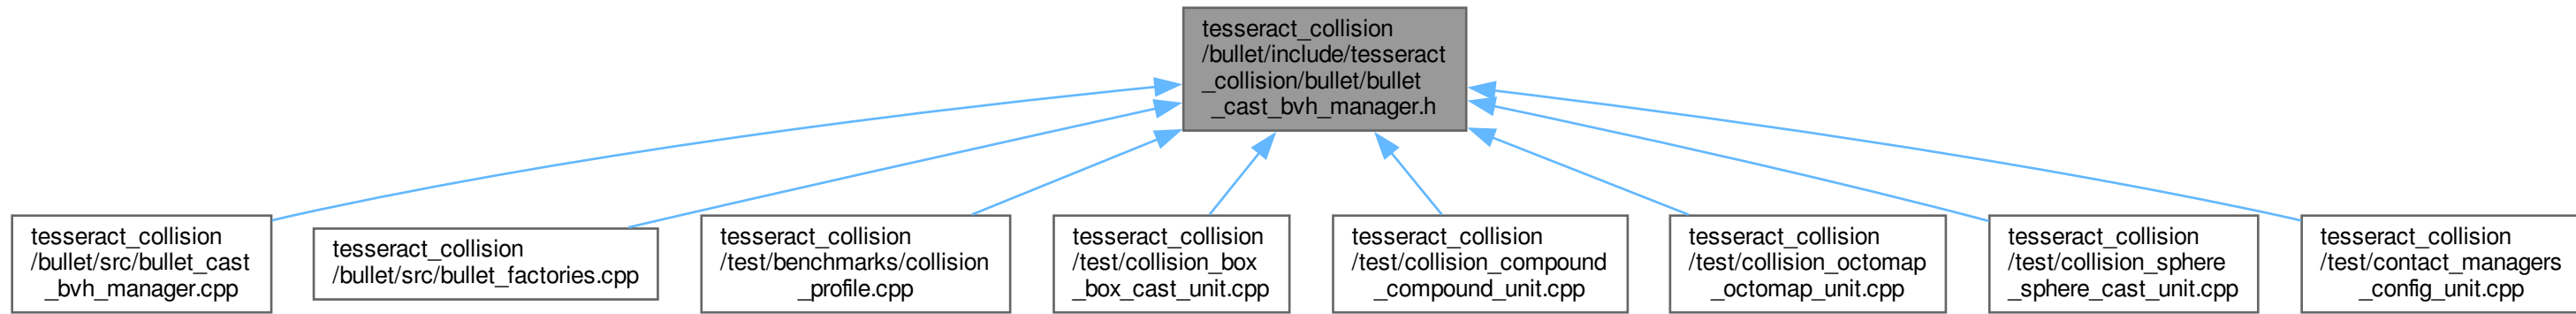 tesseract_collision
/bullet/include/tesseract
_collision/bullet/bullet
_cast_bvh_manager.h
tesseract_collision
/bullet/src/bullet_cast
_bvh_manager.cpp
tesseract_collision
/bullet/src/bullet_factories.cpp
tesseract_collision
/test/benchmarks/collision
_profile.cpp
tesseract_collision
/test/collision_box
_box_cast_unit.cpp
tesseract_collision
/test/collision_compound
_compound_unit.cpp
tesseract_collision
/test/collision_octomap
_octomap_unit.cpp
tesseract_collision
/test/collision_sphere
_sphere_cast_unit.cpp
tesseract_collision
/test/contact_managers
_config_unit.cpp